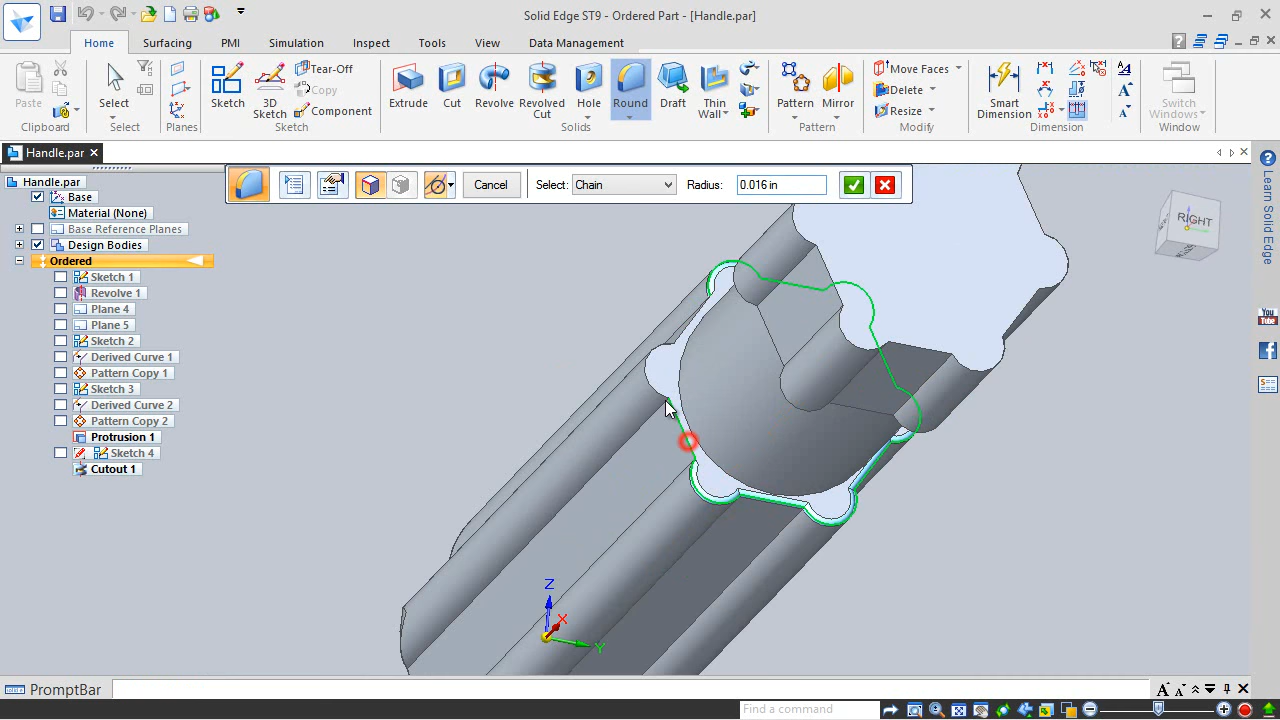 Solid Edge ST9 - Ordered Part - [Handle.par]
Home Surfacing PMI Simulation Inspect Tools View Data Management
Paste
Clipboard
Select
Select
Planes
Sketch
3D Sketch
Tear-Off
Copy
Component
Sketch
Extrude
Cut
Revolve
Revolved Cut
Hole
Round
Draft
Thin Wall
Solids
Pattern
Mirror
Pattern
Move Faces
Delete
Resize
Modify
Smart Dimension
Dimension
Switch Windows
Window
Handle.par
Cancel Select: Chain Radius: 0.016 in
Handle.par
Base
Material (None)
Base Reference Planes
Design Bodies
Ordered
Sketch 1
Revolve 1
Plane 4
Plane 5
Sketch 2
Derived Curve 1
Pattern Copy 1
Sketch 3
Derived Curve 2
Pattern Copy 2
Protrusion 1
Sketch 4
Cutout 1
RIGHT
Z
X
Y
Learn Solid Edge
You Tube
PromptBar
Find a command